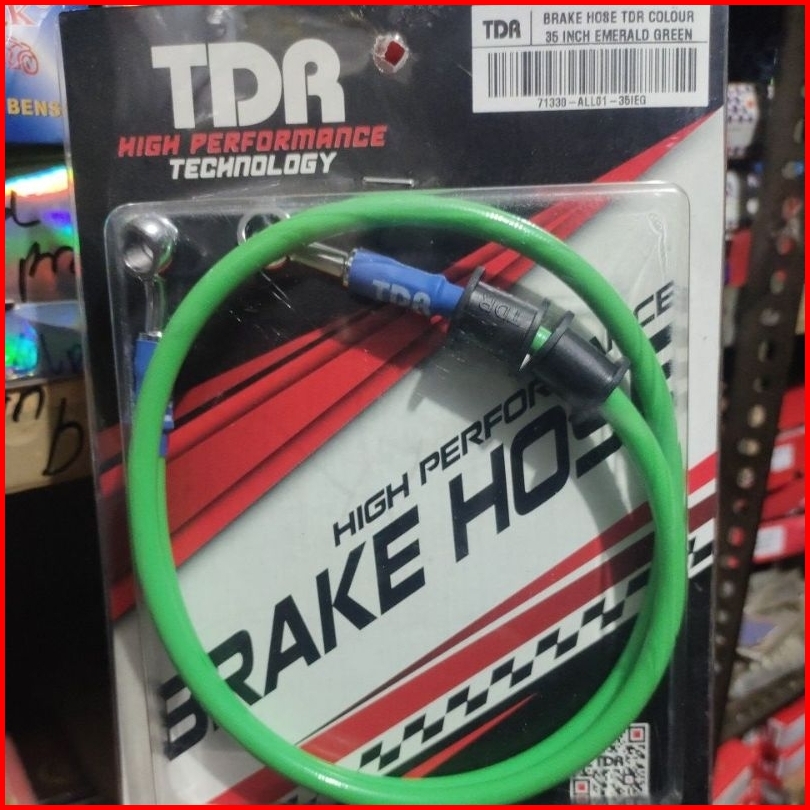 TDR
HIGH PERFORMANCE
TECHNOLOGY
TDR
BRAKE HOSE TDR COLOUR
35 INCH EMERALD GREEN
71330-ALL01-35IEG
BENS
TDR
TDR
HIGH PERFORMANCE
BRAKE HOSE
TDR